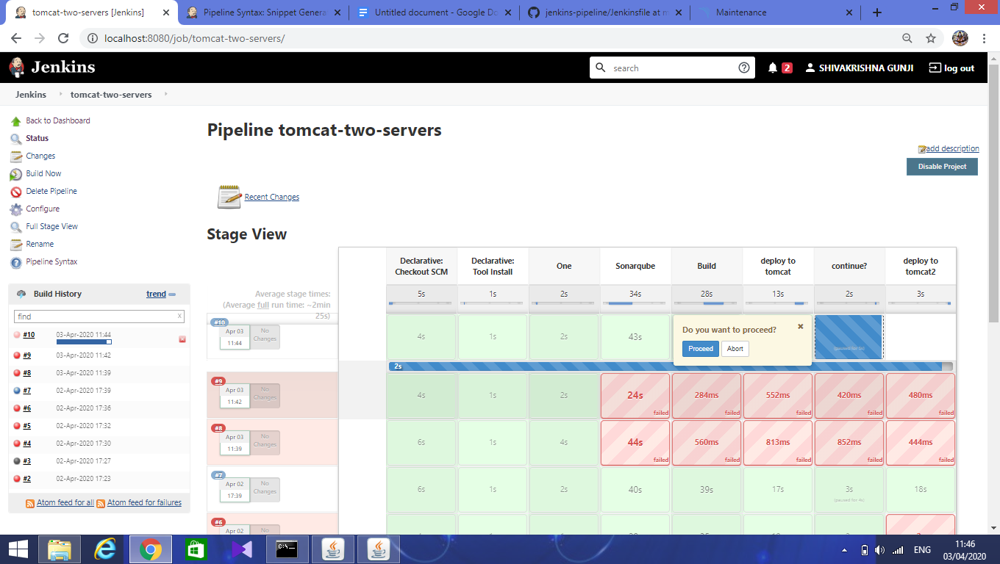 tomcat-two-servers [Jenkins]
Pipeline Syntax: Snippet Genera
Untitled document - Google Do
jenkins-pipeline/Jenkinsfile at m
Maintenance
localhost:8080/job/tomcat-two-servers/
Jenkins
search
2
SHIVAKRISHNA GUNJI
log out
Jenkins
tomcat-two-servers
Back to Dashboard
Status
Changes
Build Now
Delete Pipeline
Configure
Full Stage View
Rename
Pipeline Syntax
Build History
trend
find
x
#10 03-Apr-2020 11:44
#9 03-Apr-2020 11:42
#8 03-Apr-2020 11:39
#7 02-Apr-2020 17:39
#6 02-Apr-2020 17:36
#5 02-Apr-2020 17:32
#4 02-Apr-2020 17:30
#3 02-Apr-2020 17:27
#2 02-Apr-2020 17:23
Atom feed for all
Atom feed for failures
Pipeline tomcat-two-servers
add description
Disable Project
Recent Changes
Stage View
Declarative: Checkout SCM
Declarative: Tool Install
One
Sonarqube
Build
deploy to tomcat
continue?
deploy to tomcat2
Average stage times:
(Average full run time: ~2min
25s)
5s 1s 2s 34s 28s 13s 2s 3s
#10
Apr 03
11:44
No Changes
4s 1s 2s 43s
Do you want to proceed?
Proceed
Abort
2s
#9
Apr 03
11:42
No Changes
4s 1s 2s 24s 284ms 552ms 420ms 480ms
failed failed failed failed failed
#8
Apr 03
11:39
No Changes
6s 1s 4s 44s 560ms 813ms 852ms 444ms
failed failed failed failed failed
#7
Apr 02
17:39
No Changes
6s 1s 2s 40s 39s 17s 3s 18s
(paused for 4s)
#6
Apr 02
No
ENG
11:46
03/04/2020